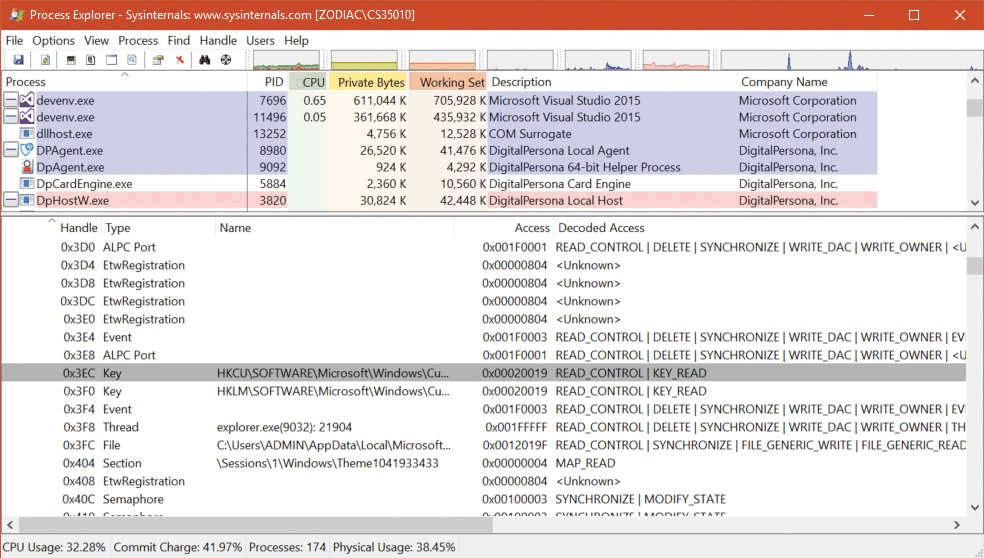 Process Explorer - Sysinternals: www.sysinternals.com [ZODIAC\CS35010]
File Options View Process Find Handle Users Help
Process PID CPU Private Bytes Working Set Description Company Name
devenv.exe 7696 0.65 611,044 K 705,928 K Microsoft Visual Studio 2015 Microsoft Corporation
devenv.exe 11496 0.05 361,668 K 435,932 K Microsoft Visual Studio 2015 Microsoft Corporation
dllhost.exe 13252 4,756 K 12,528 K COM Surrogate Microsoft Corporation
DPAgent.exe 8980 26,520 K 41,476 K DigitalPersona Local Agent DigitalPersona, Inc.
DpAgent.exe 9092 924 K 4,292 K DigitalPersona 64-bit Helper Process DigitalPersona, Inc.
DpCardEngine.exe 5884 2,360 K 10,560 K DigitalPersona Card Engine DigitalPersona, Inc.
DpHostW.exe 3820 30,824 K 42,448 K DigitalPersona Local Host DigitalPersona, Inc.
Handle Type Name Access Decoded Access
0x3D0 ALPC Port 0x001F0001 READ_CONTROL | DELETE | SYNCHRONIZE | WRITE_DAC | WRITE_OWNER | <U
0x3D4 EtwRegistration 0x00000804 <Unknown>
0x3D8 EtwRegistration 0x00000804 <Unknown>
0x3DC EtwRegistration 0x00000804 <Unknown>
0x3E0 EtwRegistration 0x00000804 <Unknown>
0x3E4 Event 0x001F0003 READ_CONTROL | DELETE | SYNCHRONIZE | WRITE_DAC | WRITE_OWNER | EV
0x3E8 ALPC Port 0x001F0001 READ_CONTROL | DELETE | SYNCHRONIZE | WRITE_DAC | WRITE_OWNER | <U
0x3EC Key HKCU\SOFTWARE\Microsoft\Windows\Cu... 0x00020019 READ_CONTROL | KEY_READ
0x3F0 Key HKLM\SOFTWARE\Microsoft\Windows\Cu... 0x00020019 READ_CONTROL | KEY_READ
0x3F4 Event 0x001F0003 READ_CONTROL | DELETE | SYNCHRONIZE | WRITE_DAC | WRITE_OWNER | EV
0x3F8 Thread explorer.exe(9032): 21904 0x001FFFFF READ_CONTROL | DELETE | SYNCHRONIZE | WRITE_DAC | WRITE_OWNER | TH
0x3FC File C:\Users\ADMIN\AppData\Local\Microsoft... 0x0012019F READ_CONTROL | SYNCHRONIZE | FILE_GENERIC_WRITE | FILE_GENERIC_READ
0x404 Section \Sessions\1\Windows\Theme1041933433 0x00000004 MAP_READ
0x408 EtwRegistration 0x00000804 <Unknown>
0x40C Semaphore 0x00100003 SYNCHRONIZE | MODIFY_STATE
CPU Usage: 32.28% Commit Charge: 41.97% Processes: 174 Physical Usage: 38.45%